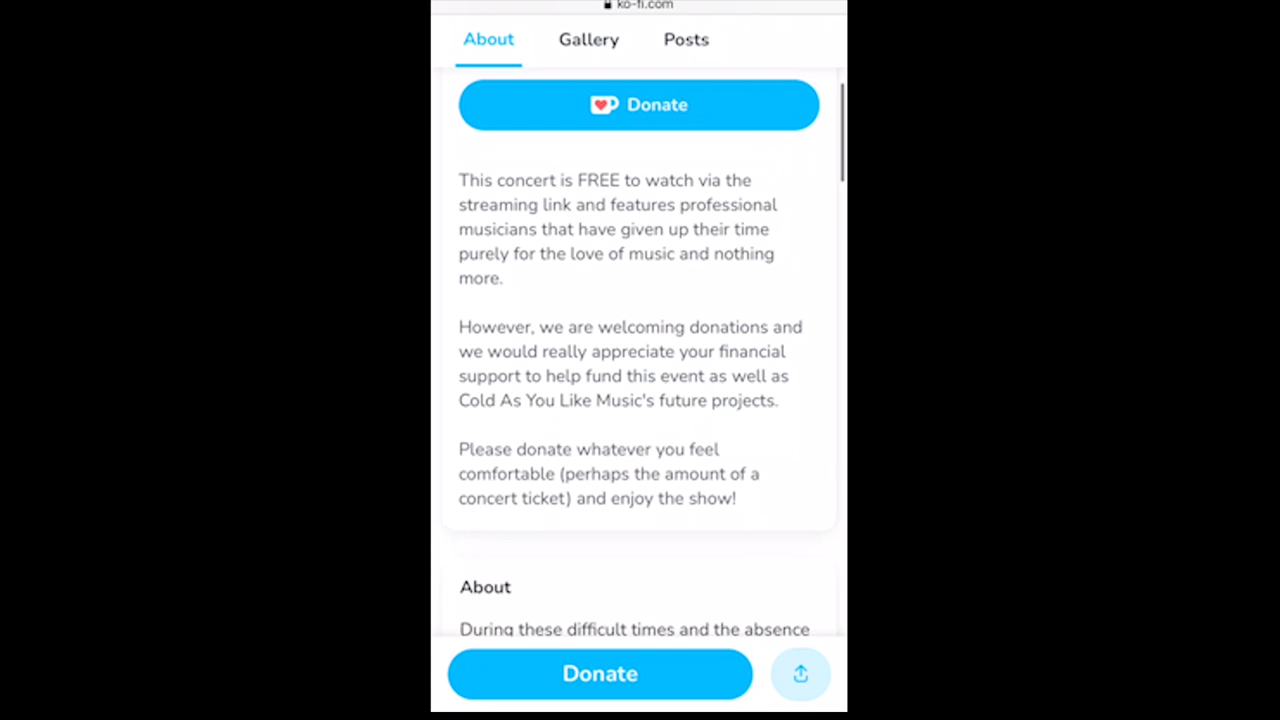 ko-fi.com
About Gallery Posts
Donate
This concert is FREE to watch via the
streaming link and features professional
musicians that have given up their time
purely for the love of music and nothing
more.
However, we are welcoming donations and
we would really appreciate your financial
support to help fund this event as well as
Cold As You Like Music's future projects.
Please donate whatever you feel
comfortable (perhaps the amount of a
concert ticket) and enjoy the show!
About
During these difficult times and the absence
Donate